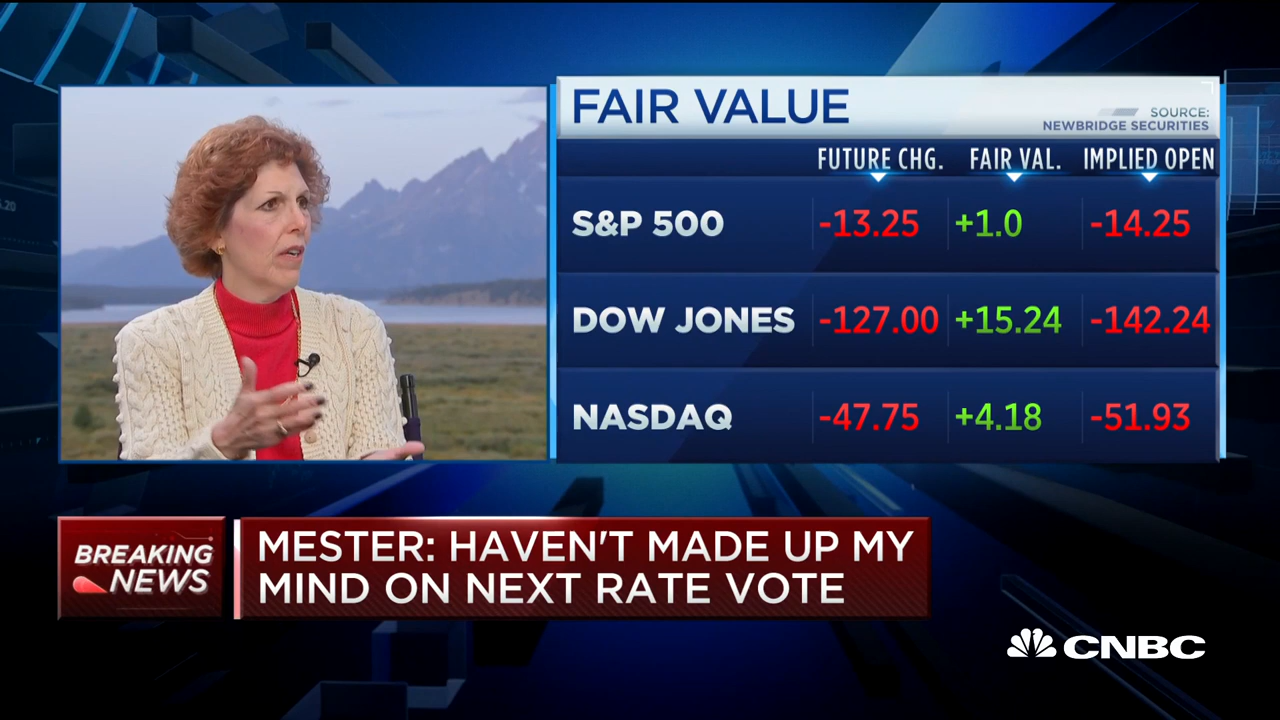 FAIR VALUE
SOURCE:
NEWBRIDGE SECURITIES
FUTURE CHG. FAIR VAL. IMPLIED OPEN
S&P 500 -13.25 +1.0 -14.25
DOW JONES -127.00 +15.24 -142.24
NASDAQ -47.75 +4.18 -51.93
BREAKING
NEWS
MESTER: HAVEN'T MADE UP MY
MIND ON NEXT RATE VOTE
CNBC